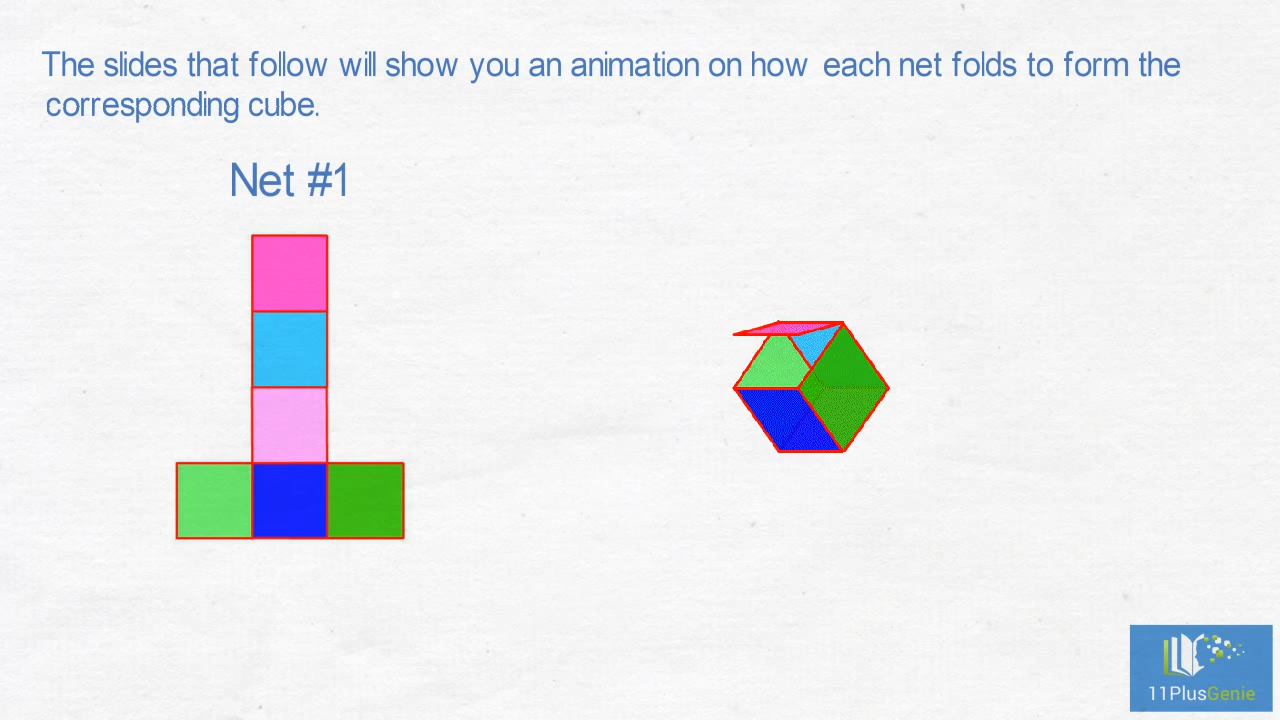 The slides that follow will show you an animation on how each net folds to form the
corresponding cube.
Net #1
11PlusGenie